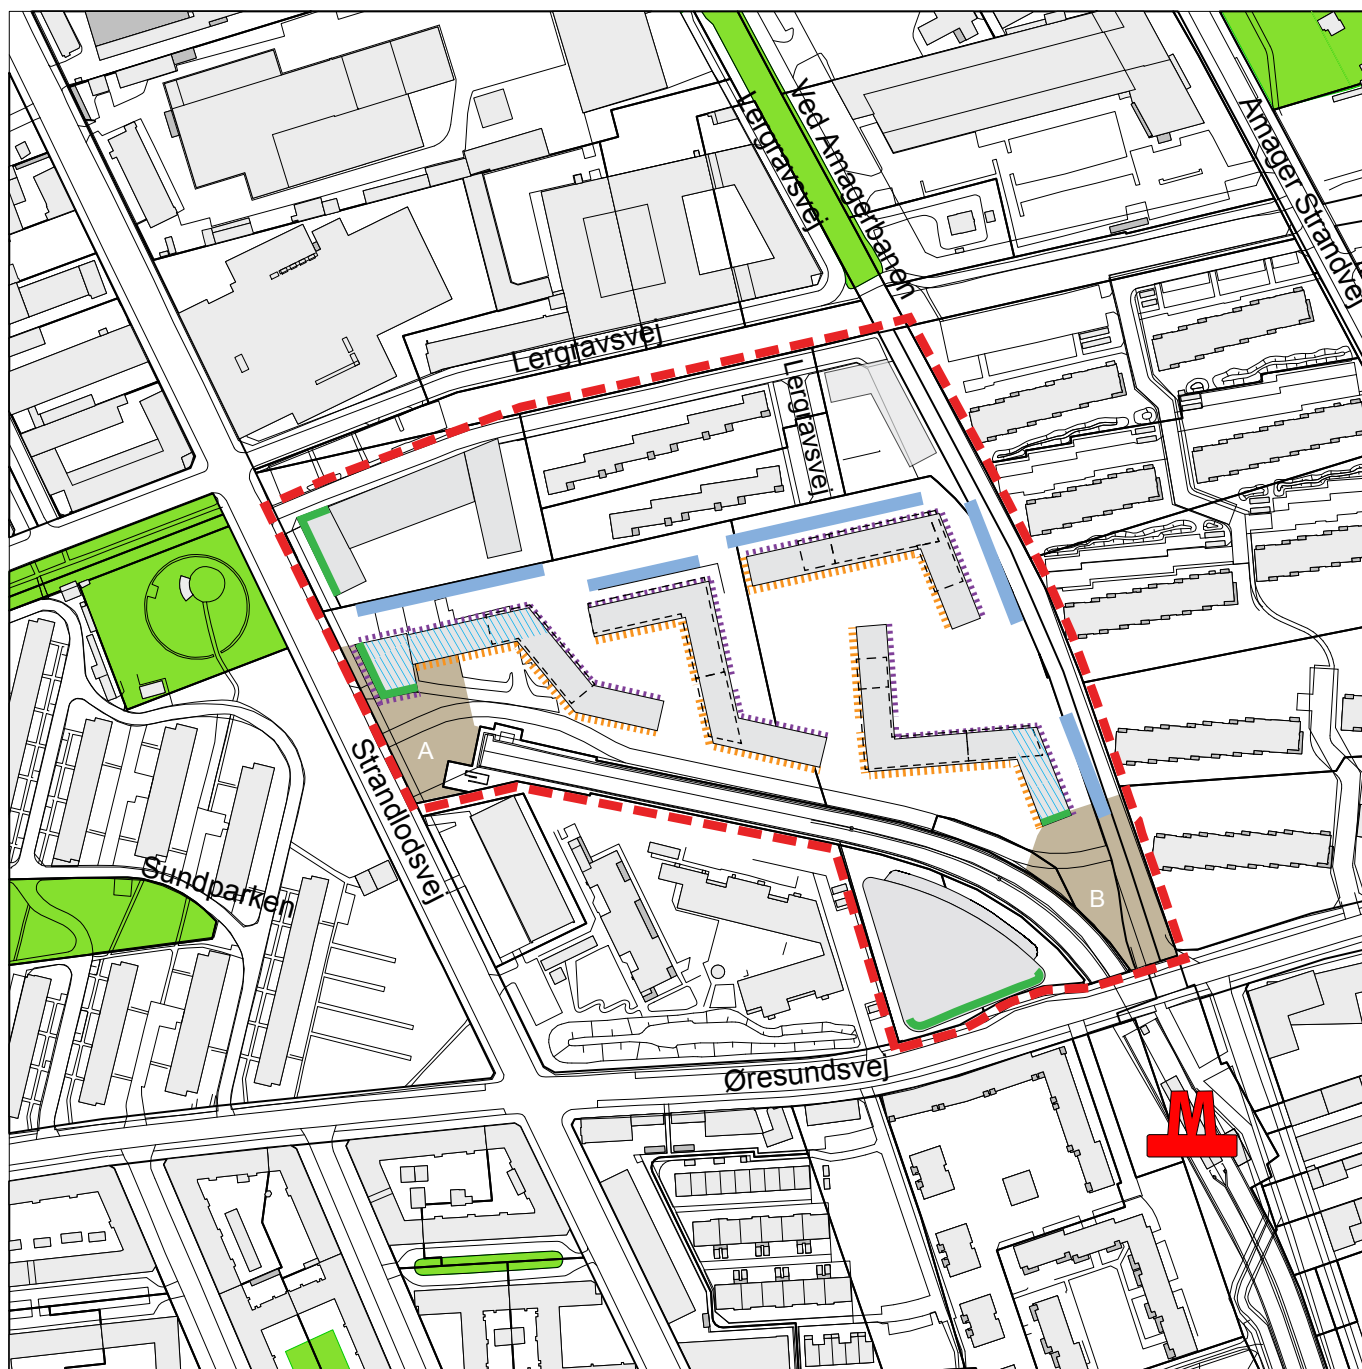 Lergravsvej
Ved Amagerbanen
Amager Strandvej
Lergravsvej
Lergravsvej
A
Strandlodsvej
Sundparken
B
Øresundsvej
M